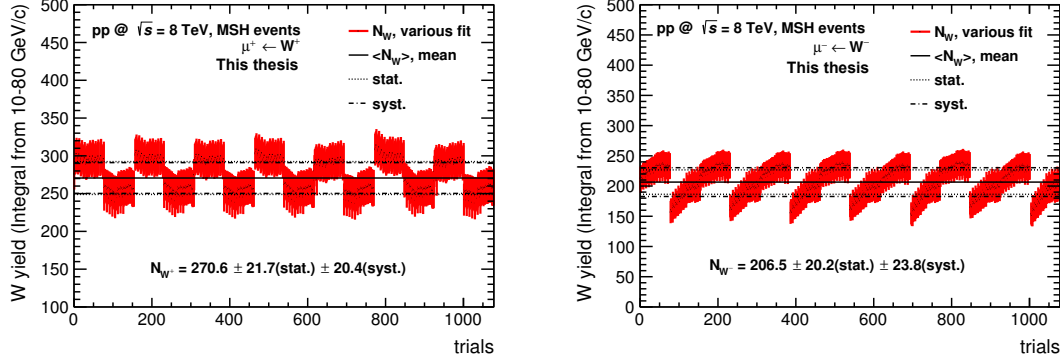 W yield (Integral from 10-80 GeV/c)
500
450
400
350
300
250
200
150
100
0 200 400 600 800 1000
trials
pp @ √s = 8 TeV, MSH events
μ⁺ ← W⁺
This thesis
N_W, various fit
<N_W>, mean
stat.
syst.
N_W⁺ = 270.6 ± 21.7(stat.) ± 20.4(syst.)
W yield (Integral from 10-80 GeV/c)
500
450
400
350
300
250
200
150
100
50
0
0 200 400 600 800 1000
trials
pp @ √s = 8 TeV, MSH events
μ⁻ ← W⁻
This thesis
N_W, various fit
<N_W>, mean
stat.
syst.
N_W⁻ = 206.5 ± 20.2(stat.) ± 23.8(syst.)